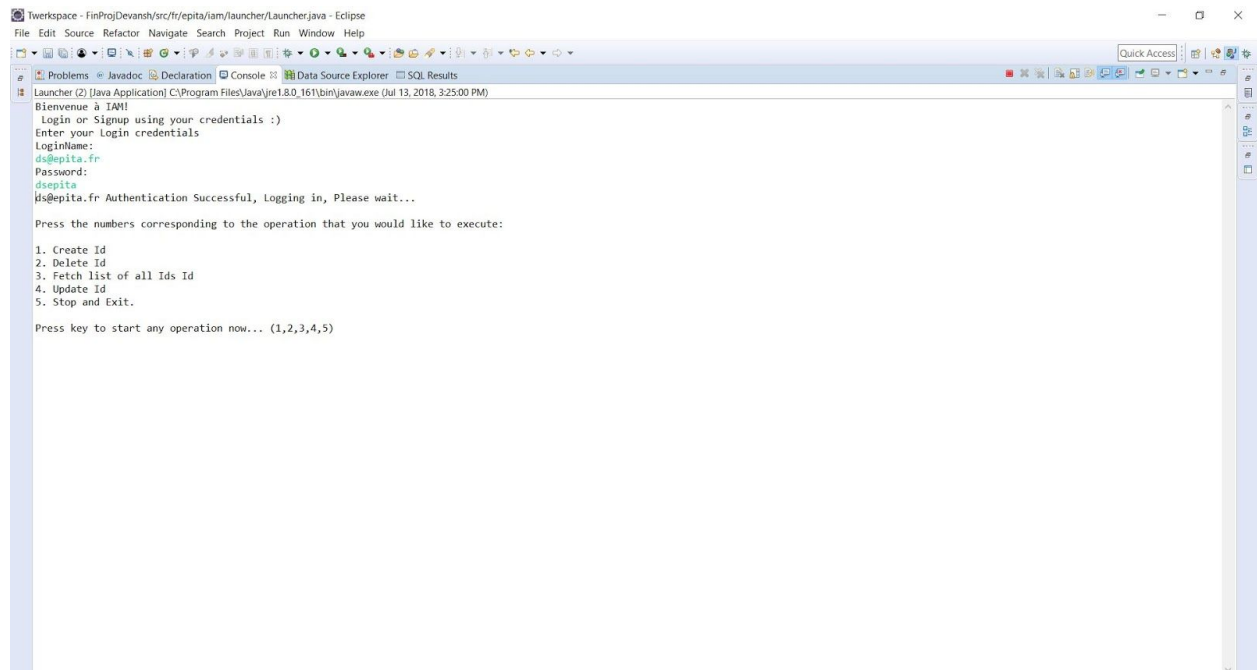 Twerkspace - FinProjDevansh/src/fr/epita/iam/launcher/Launcher.java - Eclipse
File Edit Source Refactor Navigate Search Project Run Window Help
Quick Access
Problems Javadoc Declaration Console Data Source Explorer SQL Results
Launcher (2) [Java Application] C:\Program Files\Java\jre1.8.0_161\bin\javaw.exe (Jul 13, 2018, 3:25:00 PM)
Bienvenue à IAM!
Login or Signup using your credentials :)
Enter your Login credentials
LoginName:
ds@epita.fr
Password:
dsepita
ds@epita.fr Authentication Successful, Logging in, Please wait...
Press the numbers corresponding to the operation that you would like to execute:
1. Create Id
2. Delete Id
3. Fetch list of all Ids Id
4. Update Id
5. Stop and Exit.
Press key to start any operation now... (1,2,3,4,5)